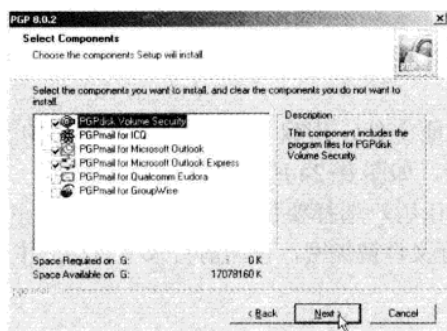 PGP 8.0.2
Select Components
Choose the components Setup will install.
Select the components you want to install, and clear the components you do not want to
install.
PGPdisk Volume Security
PGPmail for ICQ
PGPmail for Microsoft Outlook
PGPmail for Microsoft Outlook Express
PGPmail for Qualcomm Eudora
PGPmail for GroupWise
Description
This component includes the
program files for PGPdisk
Volume Security.
Space Required on G: 0 K
Space Available on G: 17078160 K
< Back
Next >
Cancel